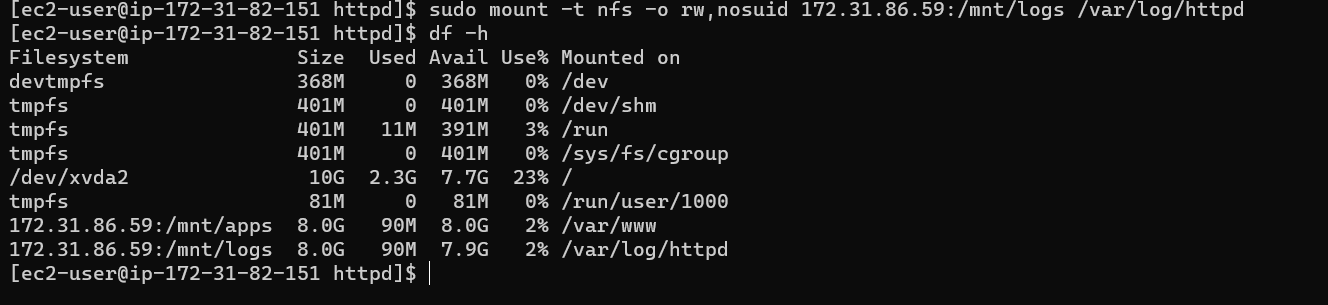 [ec2-user@ip-172-31-82-151 httpd]$ sudo mount -t nfs -o rw,nosuid 172.31.86.59:/mnt/logs /var/log/httpd
[ec2-user@ip-172-31-82-151 httpd]$ df -h
Filesystem               Size  Used Avail Use% Mounted on
devtmpfs                 368M     0  368M   0% /dev
tmpfs                    401M     0  401M   0% /dev/shm
tmpfs                    401M   11M  391M   3% /run
tmpfs                    401M     0  401M   0% /sys/fs/cgroup
/dev/xvda2                10G  2.3G  7.7G  23% /
tmpfs                     81M     0   81M   0% /run/user/1000
172.31.86.59:/mnt/apps  8.0G   90M  8.0G   2% /var/www
172.31.86.59:/mnt/logs  8.0G   90M  7.9G   2% /var/log/httpd
[ec2-user@ip-172-31-82-151 httpd]$